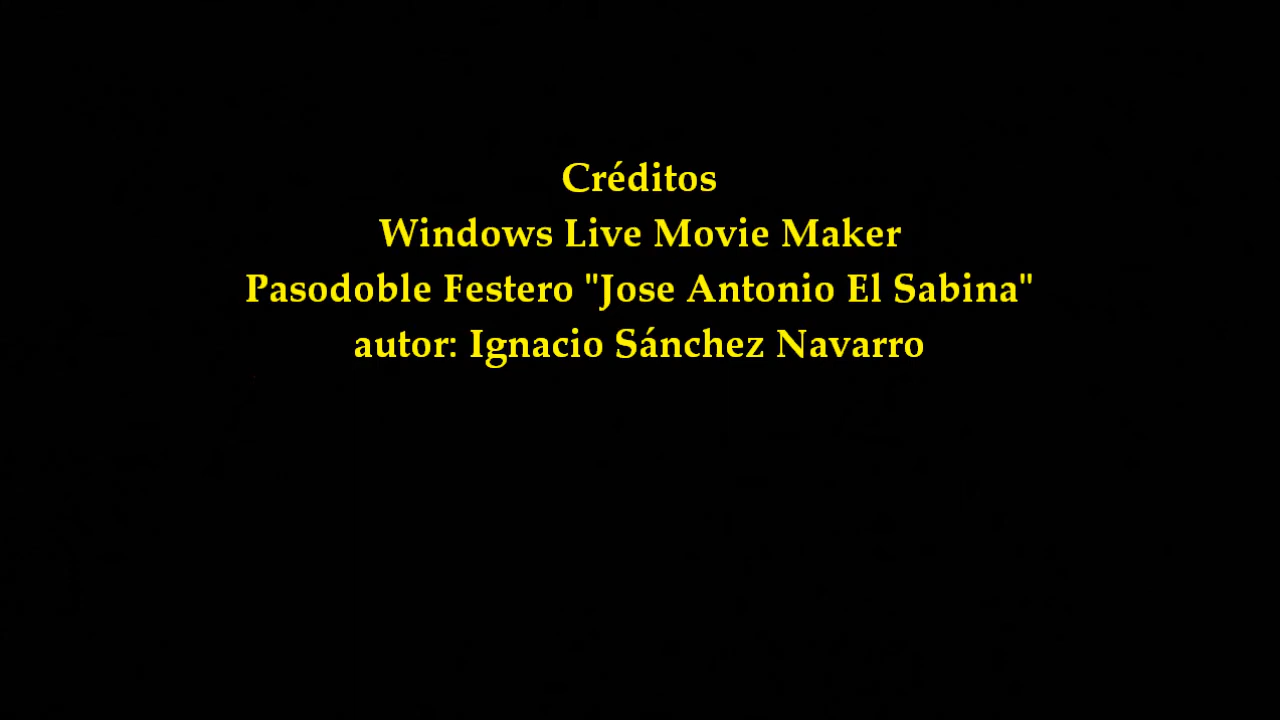 Créditos
Windows Live Movie Maker
Pasodoble Festero "Jose Antonio El Sabina"
autor: Ignacio Sánchez Navarro